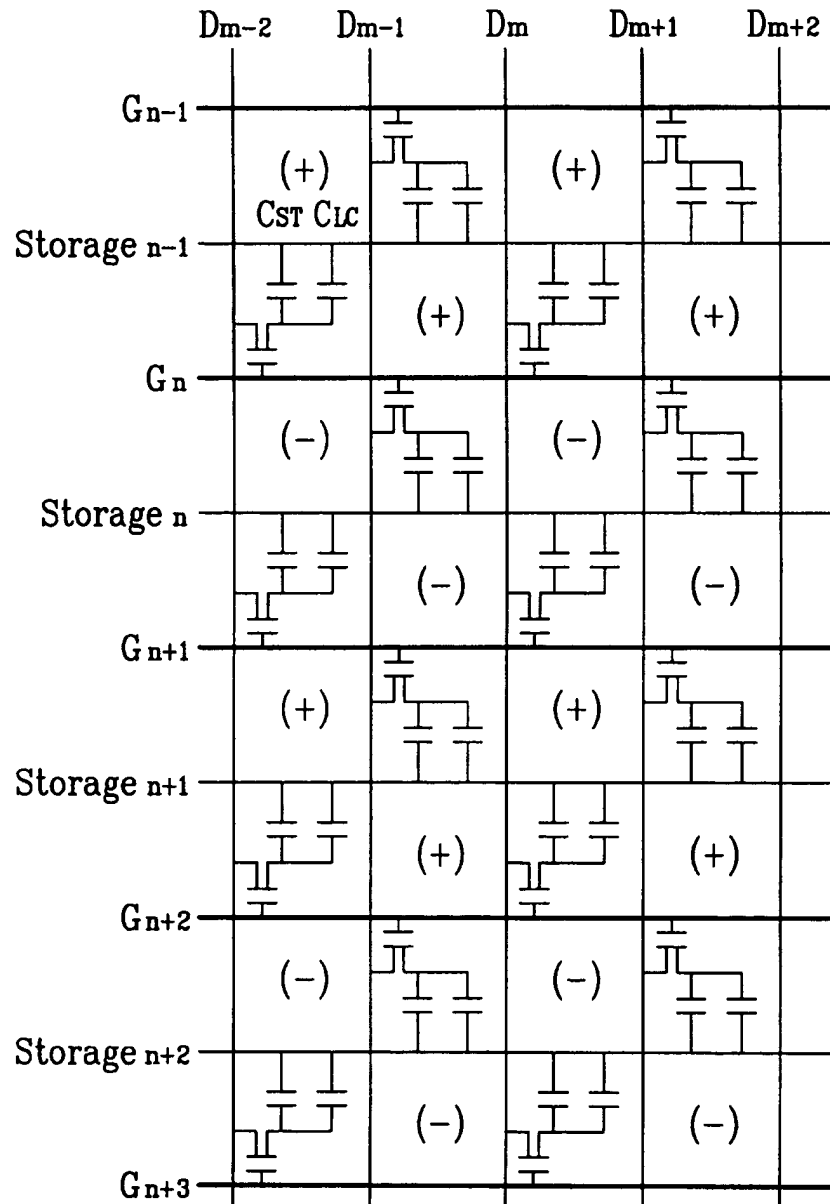 Dm-2 Dm-1 Dm Dm+1 Dm+2
Gn-1
(+) (+)
CST CLC
Storage n-1
(+) (+)
Gn
(-) (-)
Storage n
(-) (-)
Gn+1
(+) (+)
Storage n+1
(+) (+)
Gn+2
(-) (-)
Storage n+2
(-) (-)
Gn+3